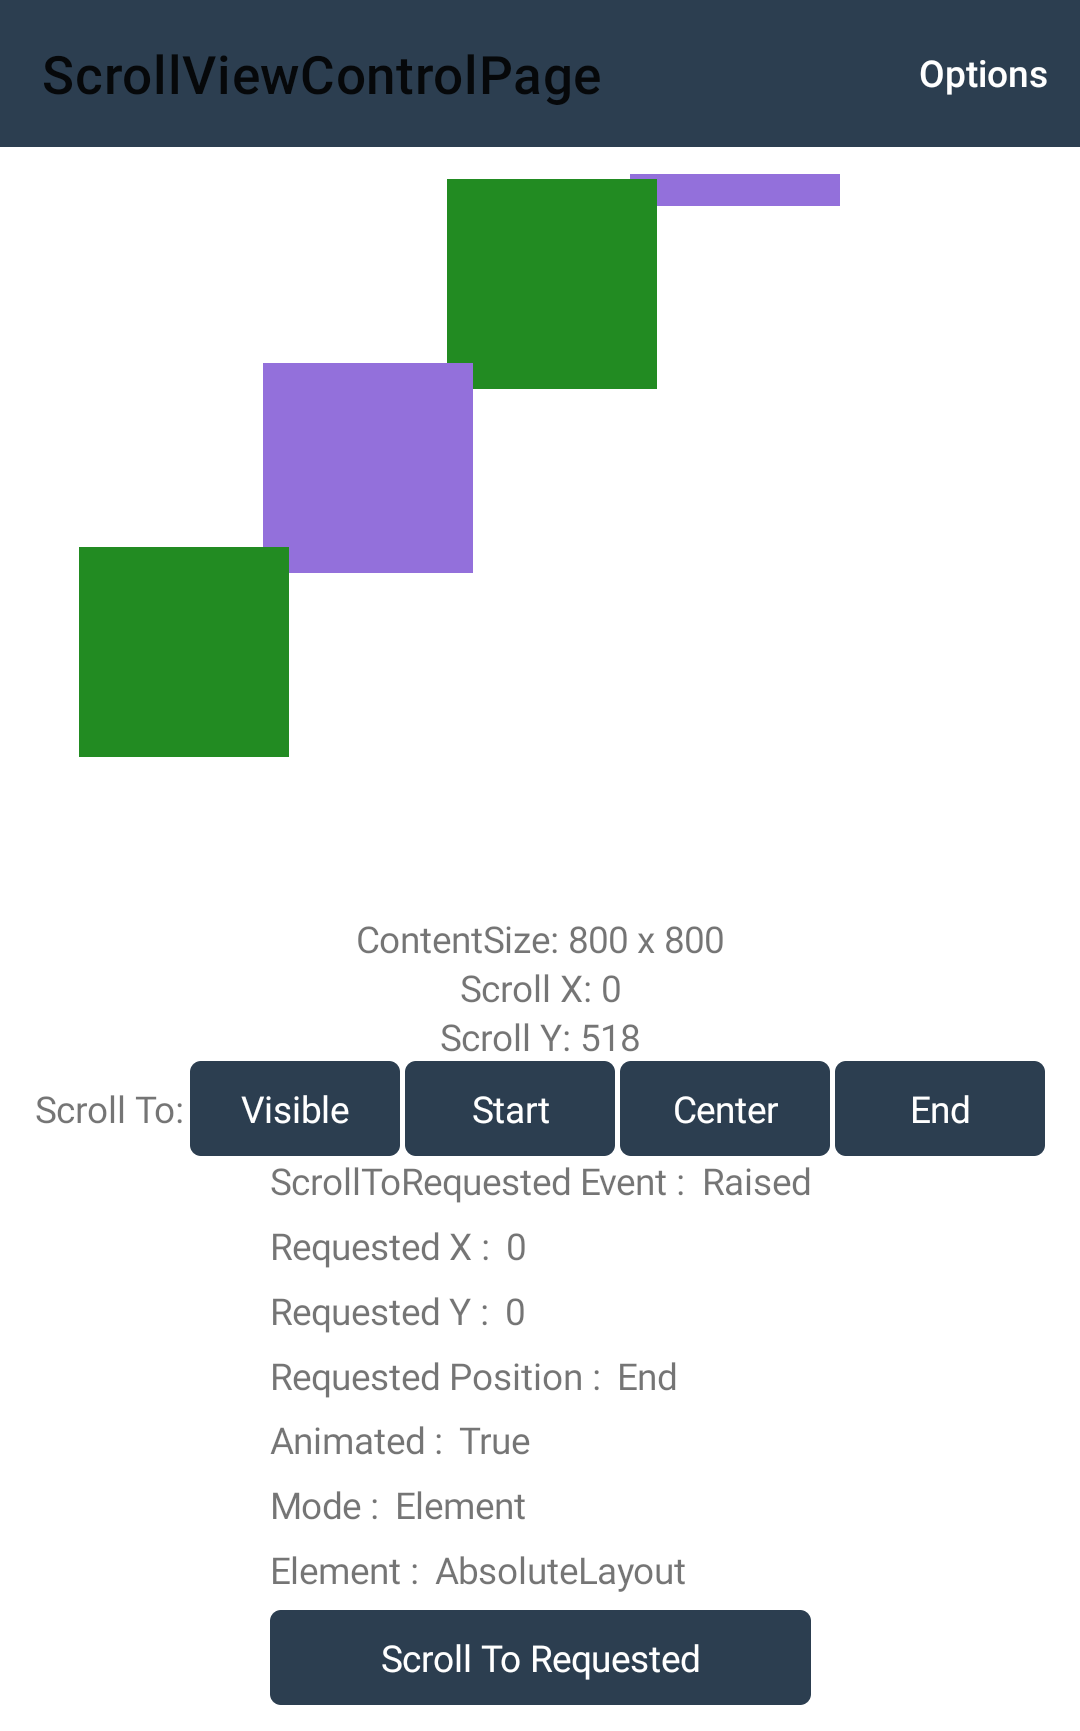 ScrollViewControlPage
Options
ContentSize: 800 x 800
Scroll X: 0
Scroll Y: 518
Scroll To: Visible Start Center End
ScrollToRequested Event : Raised
Requested X : 0
Requested Y : 0
Requested Position : End
Animated : True
Mode : Element
Element : AbsoluteLayout
Scroll To Requested